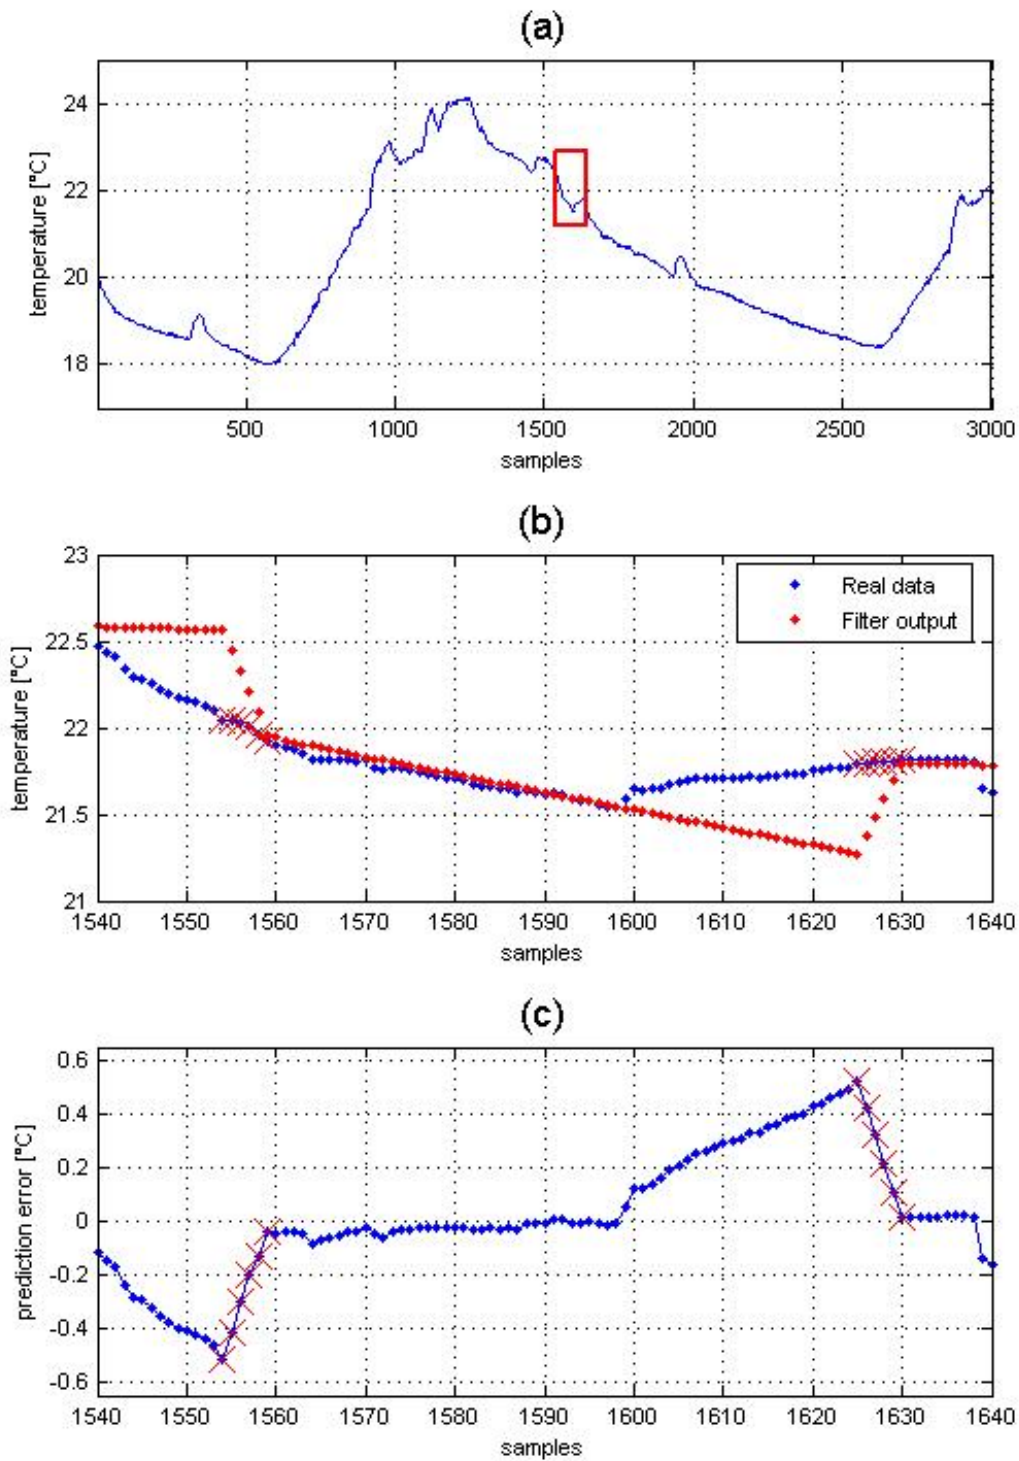 (a)
temperature [°C]
24
22
20
18
500 1000 1500 2000 2500 3000
samples
(b)
temperature [°C]
23
22.5
22
21.5
21
Real data
Filter output
1540 1550 1560 1570 1580 1590 1600 1610 1620 1630 1640
samples
(c)
prediction error [°C]
0.6
0.4
0.2
0
-0.2
-0.4
-0.6
1540 1550 1560 1570 1580 1590 1600 1610 1620 1630 1640
samples